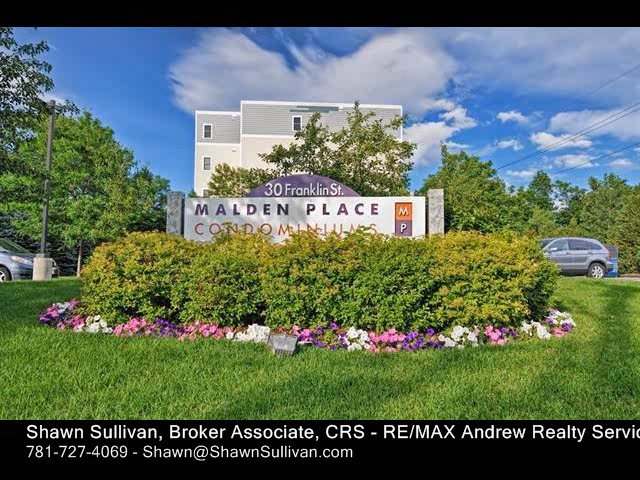 30 Franklin St.
MALDEN PLACE
CONDOMINIUMS
M
P
Shawn Sullivan, Broker Associate, CRS - RE/MAX Andrew Realty Servic
781-727-4069 - Shawn@ShawnSullivan.com